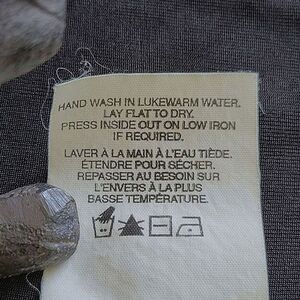 HAND WASH IN LUKEWARM WATER.
LAY FLAT TO DRY.
PRESS INSIDE OUT ON LOW IRON
IF REQUIRED.
LAVER À LA MAIN À L'EAU TIÈDE.
ÉTENDRE POUR SÉCHER.
REPASSER AU BESOIN SUR
L'ENVERS À LA PLUS
BASSE TEMPÉRATURE.